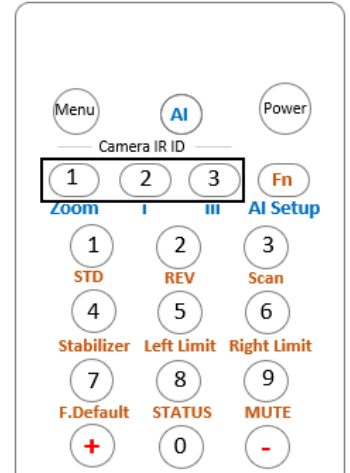 Menu AI Power
Camera IR ID
1 2 3 Fn
Zoom I III AI Setup
1 2 3
STD REV Scan
4 5 6
Stabilizer Left Limit Right Limit
7 8 9
F.Default STATUS MUTE
+ 0 -